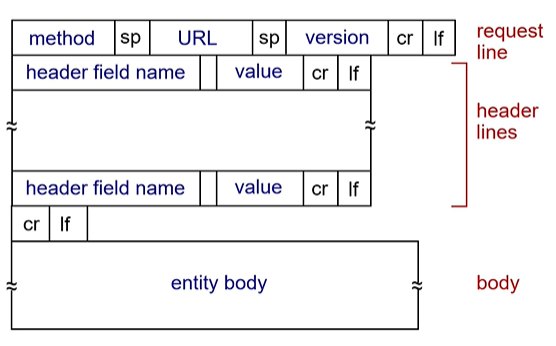 method sp URL sp version cr lf request line
header field name value cr lf
header lines
header field name value cr lf
cr lf
entity body body